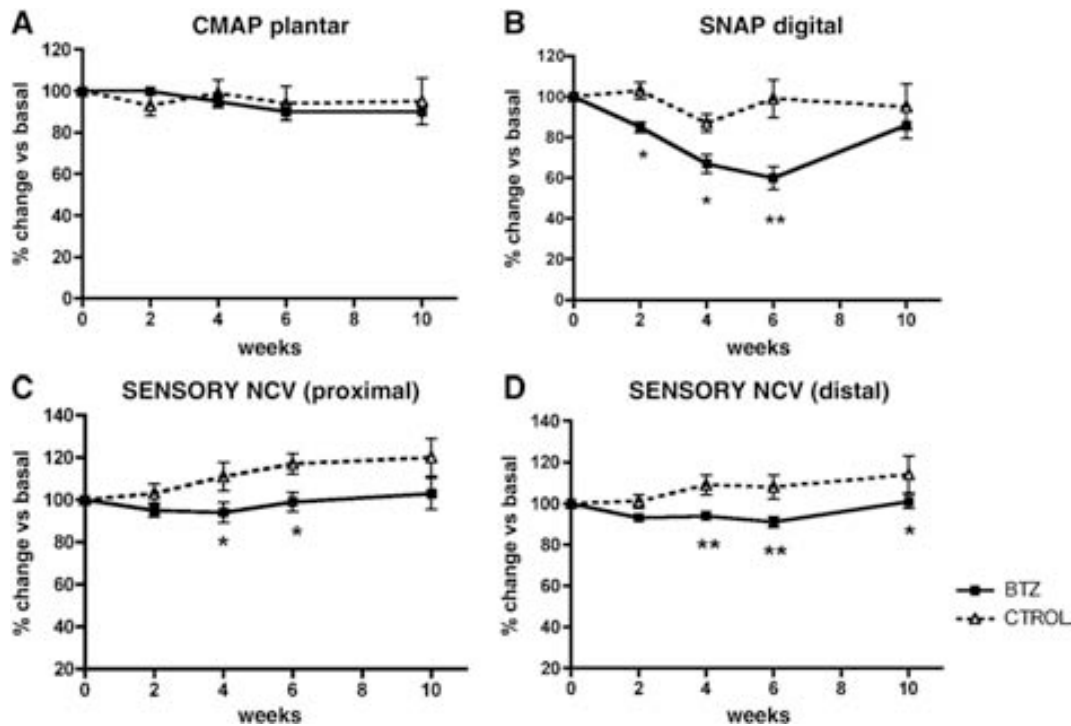 A CMAP plantar
120
100
80
60
40
20
0
0 2 4 6 8 10
% change vs basal
weeks
B SNAP digital
120
100
80
60
40
20
0
0 2 4 6 8 10
% change vs basal
weeks
*
*
**
C SENSORY NCV (proximal)
140
120
100
80
60
40
20
0 2 4 6 8 10
% change vs basal
weeks
*
*
D SENSORY NCV (distal)
140
120
100
80
60
40
20
0 2 4 6 8 10
% change vs basal
weeks
**
**
*
BTZ
CTROL